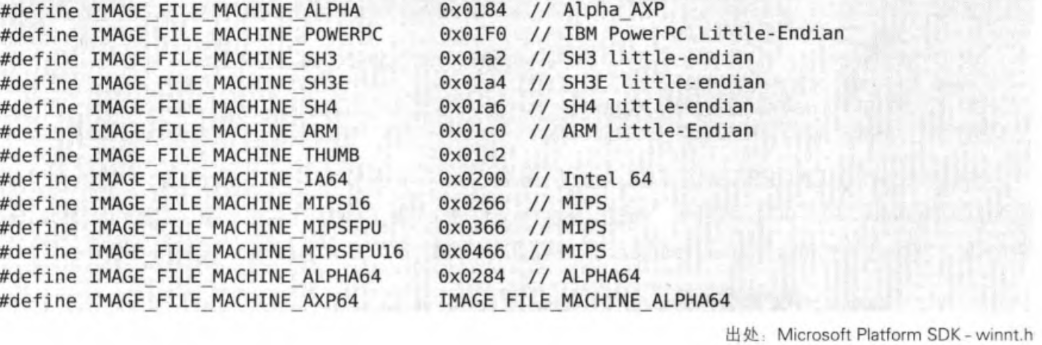 #define IMAGE_FILE_MACHINE_ALPHA 0x0184 // Alpha_AXP
#define IMAGE_FILE_MACHINE_POWERPC 0x01F0 // IBM PowerPC Little-Endian
#define IMAGE_FILE_MACHINE_SH3 0x01a2 // SH3 little-endian
#define IMAGE_FILE_MACHINE_SH3E 0x01a4 // SH3E little-endian
#define IMAGE_FILE_MACHINE_SH4 0x01a6 // SH4 little-endian
#define IMAGE_FILE_MACHINE_ARM 0x01c0 // ARM Little-Endian
#define IMAGE_FILE_MACHINE_THUMB 0x01c2
#define IMAGE_FILE_MACHINE_IA64 0x0200 // Intel 64
#define IMAGE_FILE_MACHINE_MIPS16 0x0266 // MIPS
#define IMAGE_FILE_MACHINE_MIPSFPU 0x0366 // MIPS
#define IMAGE_FILE_MACHINE_MIPSFPU16 0x0466 // MIPS
#define IMAGE_FILE_MACHINE_ALPHA64 0x0284 // ALPHA64
#define IMAGE_FILE_MACHINE_AXP64 IMAGE_FILE_MACHINE_ALPHA64
出处：Microsoft Platform SDK - winnt.h